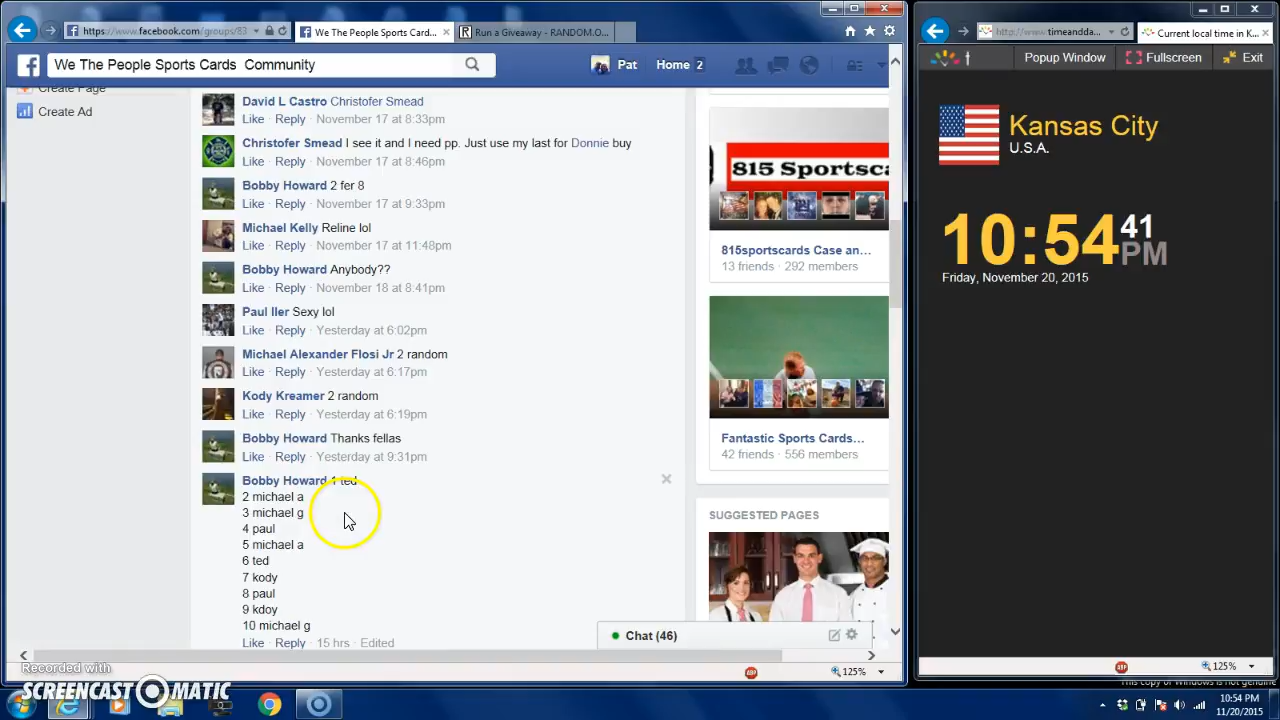 https://www.facebook.com/groups/83
We The People Sports Card...
Run a Giveaway - RANDOM.O...
We The People Sports Cards Community
Pat
Home 2
Create Page
Create Ad
David L Castro Christofer Smead
Like · Reply · November 17 at 8:33pm
Christofer Smead I see it and I need pp. Just use my last for Donnie buy
Like · Reply · November 17 at 8:46pm
Bobby Howard 2 fer 8
Like · Reply · November 17 at 9:33pm
Michael Kelly Reline lol
Like · Reply · November 17 at 11:48pm
Bobby Howard Anybody??
Like · Reply · November 18 at 8:41pm
Paul Iler Sexy lol
Like · Reply · Yesterday at 6:02pm
Michael Alexander Flosi Jr 2 random
Like · Reply · Yesterday at 6:17pm
Kody Kreamer 2 random
Like · Reply · Yesterday at 6:19pm
Bobby Howard Thanks fellas
Like · Reply · Yesterday at 9:31pm
Bobby Howard 1 ted
2 michael a
3 michael g
4 paul
5 michael a
6 ted
7 kody
8 paul
9 kdoy
10 michael g
Like · Reply · 15 hrs · Edited
815 Sportsca
815sportscards Case an...
13 friends · 292 members
Fantastic Sports Cards...
42 friends · 556 members
SUGGESTED PAGES
Chat (46)
125%
http://www.timeanddat
Current local time in K...
Popup Window
Fullscreen
Exit
Kansas City
U.S.A.
10:54 41 PM
Friday, November 20, 2015
125%
This copy of Windows is not genuine
Recorded with
SCREENCAST-O-MATIC
10:54 PM
11/20/2015